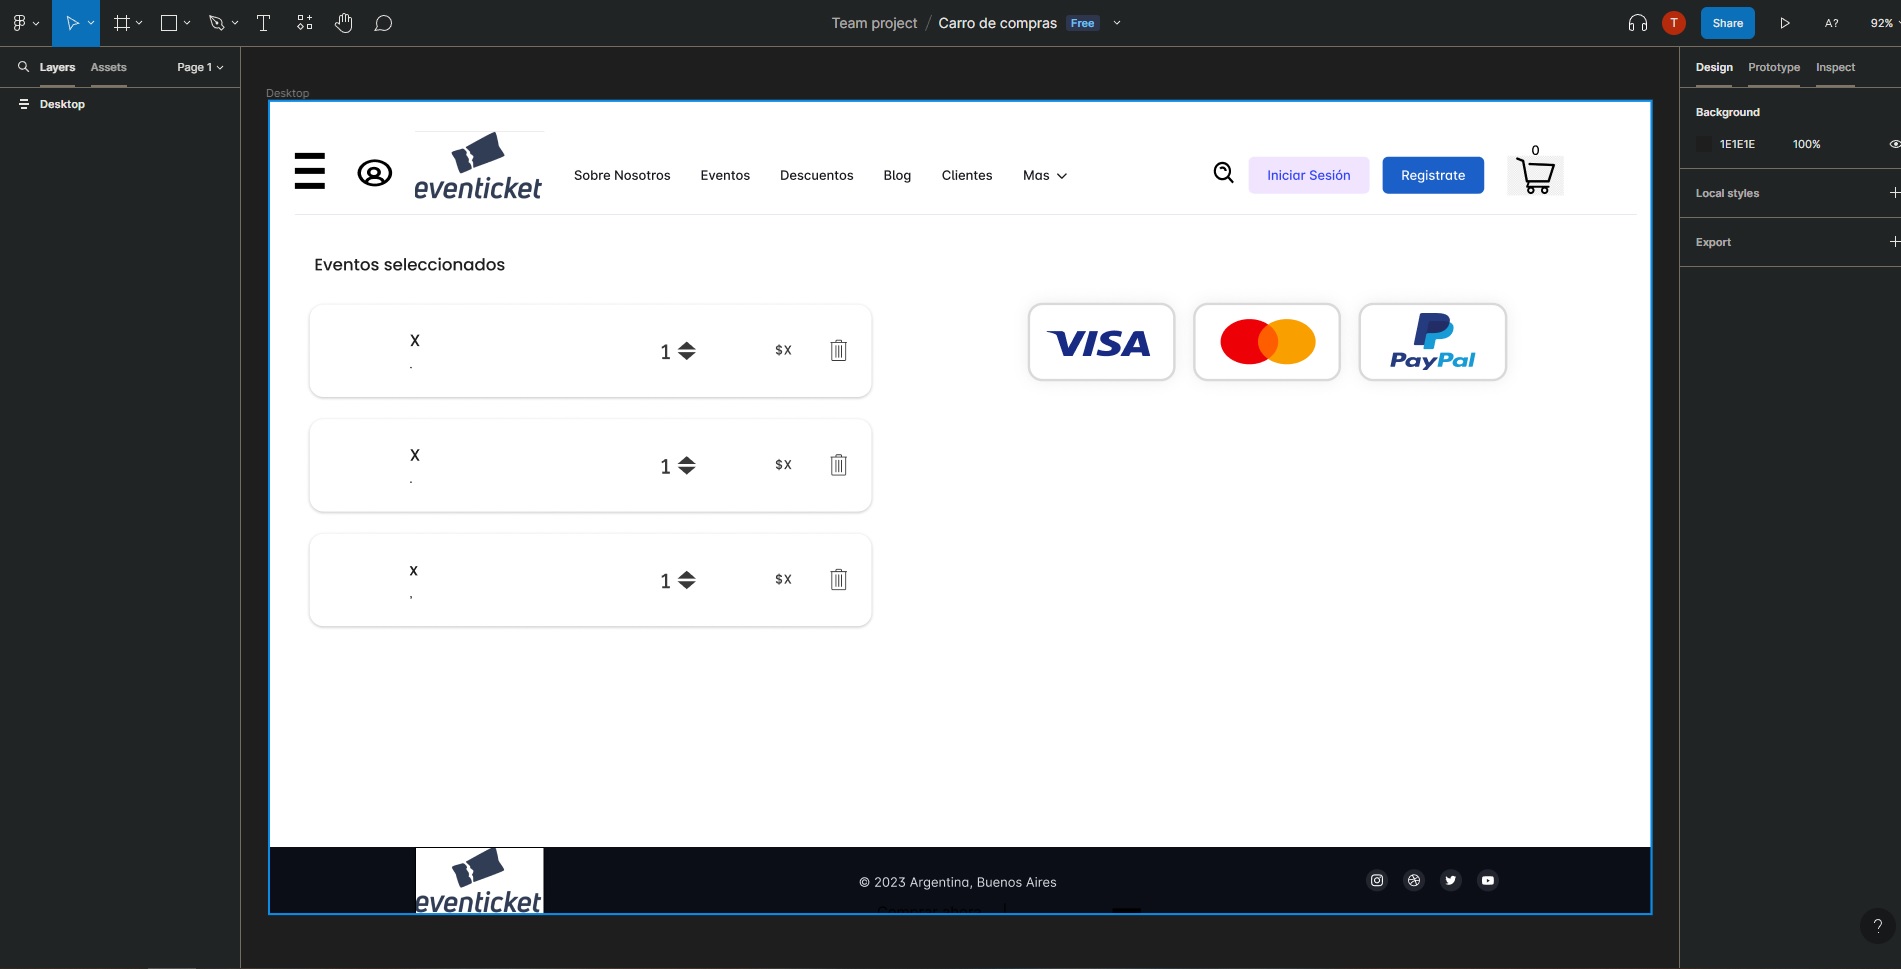 Team project / Carro de compras Free
T
Share
A?
92%
Layers
Assets
Page 1
Desktop
Design
Prototype
Inspect
Background
1E1E1E
100%
Local styles
Export
Desktop
eventicket
Sobre Nosotros
Eventos
Descuentos
Blog
Clientes
Mas
Iniciar Sesión
Registrate
0
Eventos seleccionados
X
.
1
$X
X
.
1
$X
x
,
1
$X
VISA
PayPal
eventicket
© 2023 Argentina, Buenos Aires
Comprar ahora
?